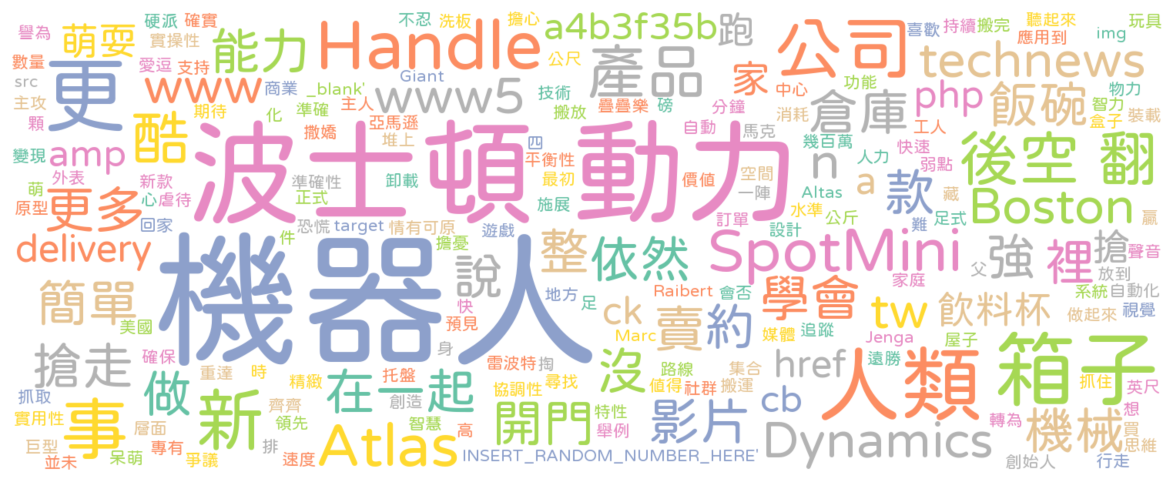 譽為
萌耍
硬派
確實
能力
Handle
不忍
洗板
擔心
a4b3f35b
跑
公司
喜歡
持續
搬完
聽起來
玩具
數量
實操性
更
愛逗
支持
商業
_blank'
Giant
公尺
產品
家
中心
功能
technews
應用到
img
src
主攻
www
www5
期待
準確
主人
技術
搬放
疊疊樂
磅
分鐘
消耗
倉庫
php
飯碗
物力
智力
盒子
裝載
顆
酷
化
撒嬌
亞馬遜
堆上
波士頓
動力
自動
馬克
幾百萬
工人
快速
變現
amp
四
平衡性
人力
弱點
後空
翻
萌
外表
新款
準確性
卸載
最初
價值
空間
一陣
n
Altas
a
款
藏
原型
更多
心虐待
正式
施展
訂單
水準
公斤
難
足式
Boston
贏
回家
恐慌
target
情有可原
遊戲
設計
delivery
件
擔憂
機器人
說
整
依然
SpotMini
父
強
裡
搶
聲音
放到
家庭
簡單
快
地方
足
Raibert
會否
學會
tw
飲料杯
系統
自動化
美國
預見
ck
賣
約
做起來
視覺
Marc
媒體
追蹤
Jenga
屋子
搶走
確保
身
雷波特
掏
沒
路線
集合
href
遠勝
人類
箱子
抓取
做
重達
時
精緻
托盤
在一起
協調性
尋找
值得
社群
搬運
cb
抓住
英尺
實用性
事
新
齊齊
創造
開門
特性
影片
轉為
想
機械
買
層面
領先
智慧
舉例
思維
巨型
專有
排
Atlas
高
Dynamics
並未
呆萌
爭議
速度
INSERT_RANDOM_NUMBER_HERE'
創始人
行走